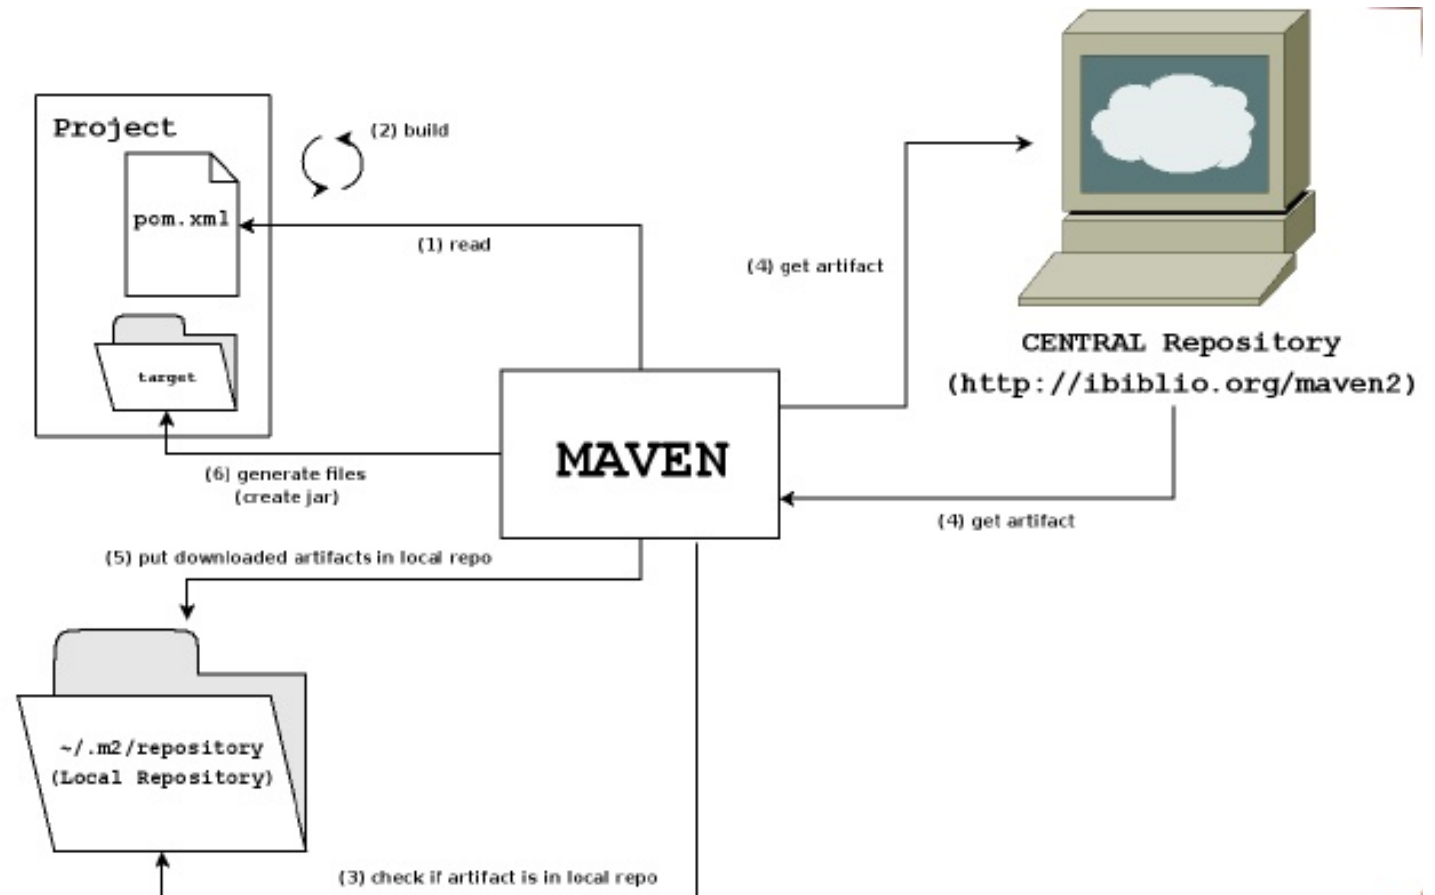 Project
(2) build
pom.xml
(1) read
(4) get artifact
target
CENTRAL Repository
(http://ibiblio.org/maven2)
MAVEN
(6) generate files
(create jar)
(4) get artifact
(5) put downloaded artifacts in local repo
~/.m2/repository
(Local Repository)
(3) check if artifact is in local repo